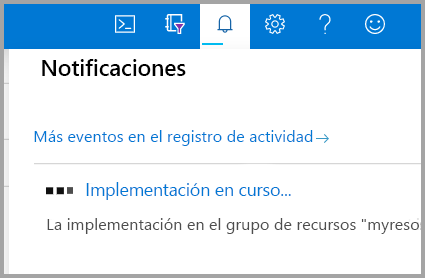 Notificaciones
Más eventos en el registro de actividad→
Implementación en curso...
La implementación en el grupo de recursos "myreso